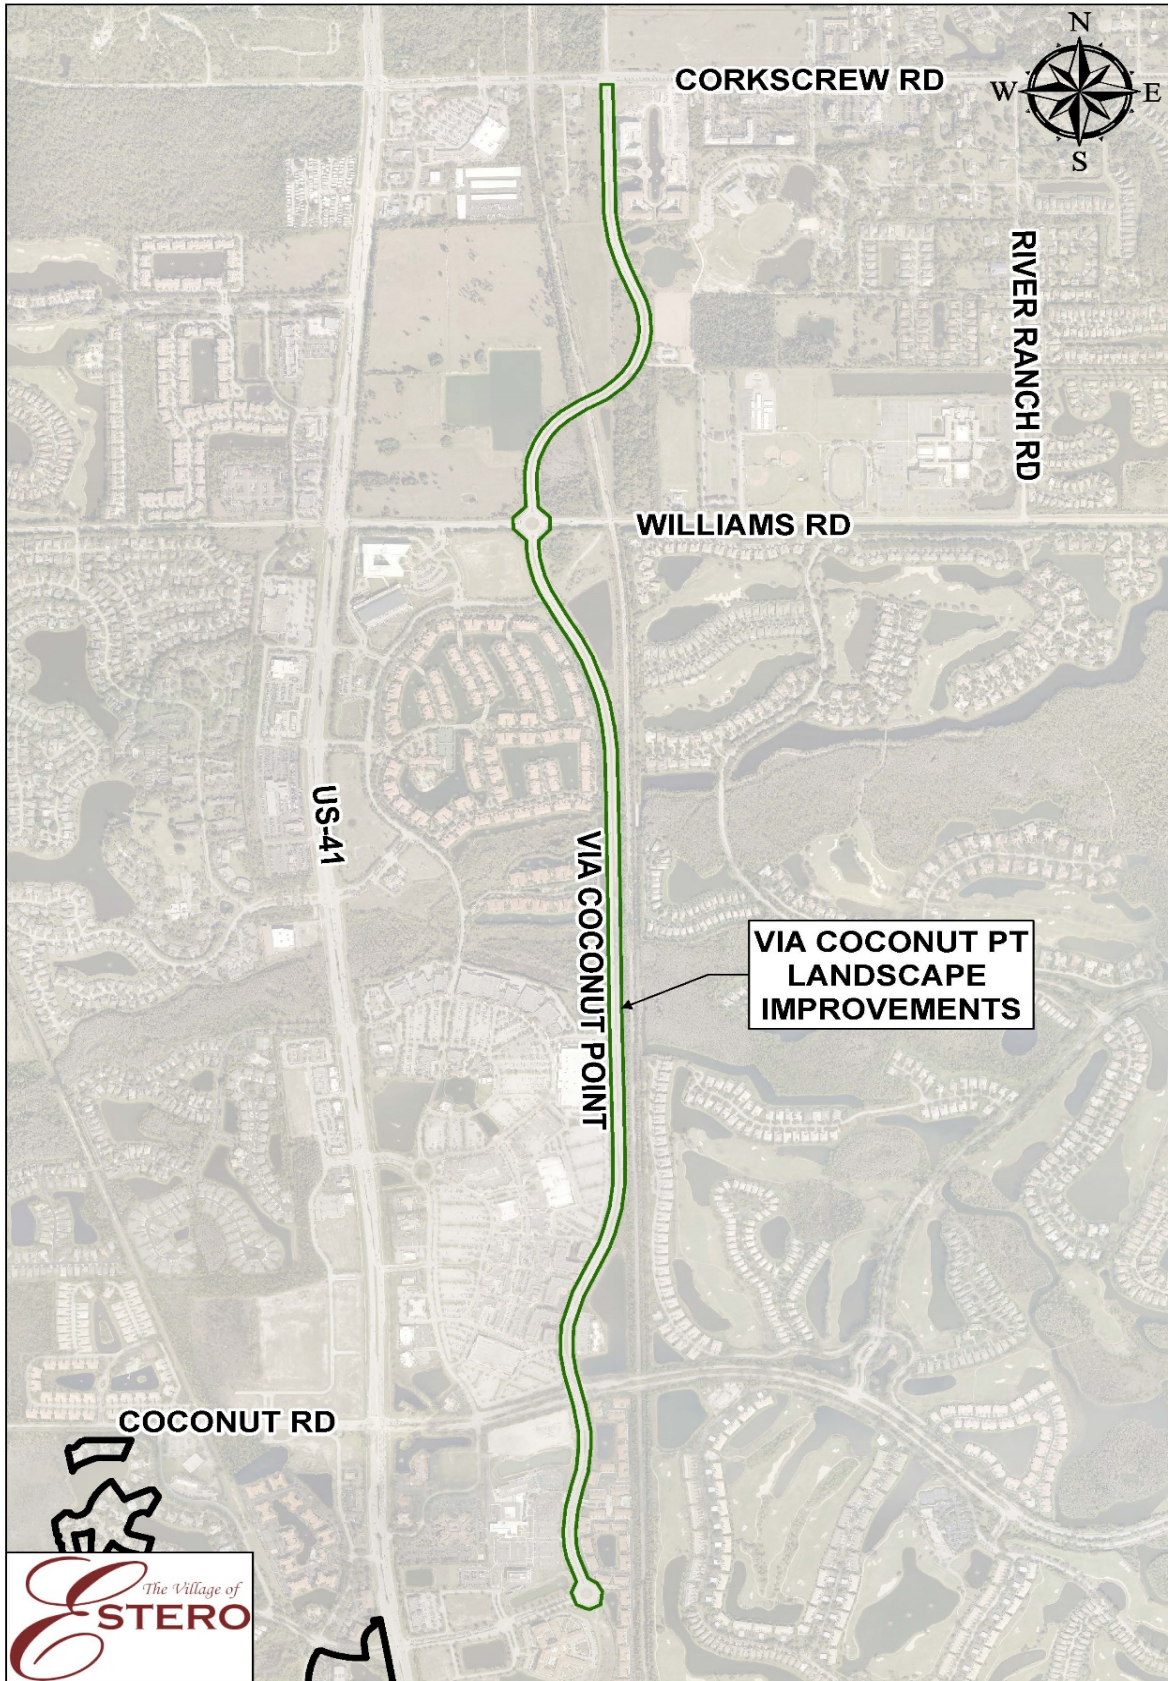 N
CORKSCREW RD
W
E
S
RIVER RANCH RD
WILLIAMS RD
US-41
VIA COCONUT POINT
VIA COCONUT PT
LANDSCAPE
IMPROVEMENTS
COCONUT RD
The Village of
ESTERO